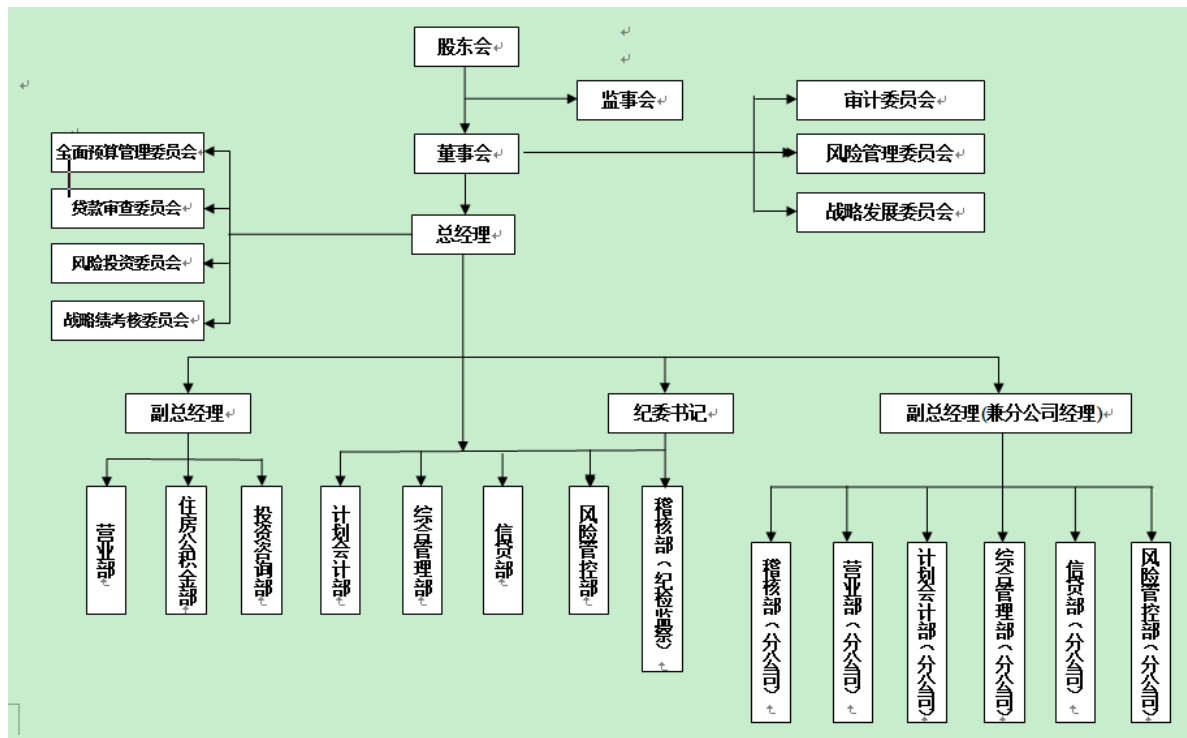 股东会
监事会
审计委员会
全面预算管理委员会
董事会
风险管理委员会
贷款审查委员会
战略发展委员会
总经理
风险投资委员会
战略绩考核委员会
副总经理
纪委书记
副总经理(兼分公司经理)
营业部
住房公积金部
投资咨询部
计划会计部
综合管理部
信贷部
风险管控部
稽核部（纪检监察）
稽核部（分公司）
营业部（分公司）
计划会计部（分公司）
综合管理部（分公司）
信贷部（分公司）
风险管控部（分公司）